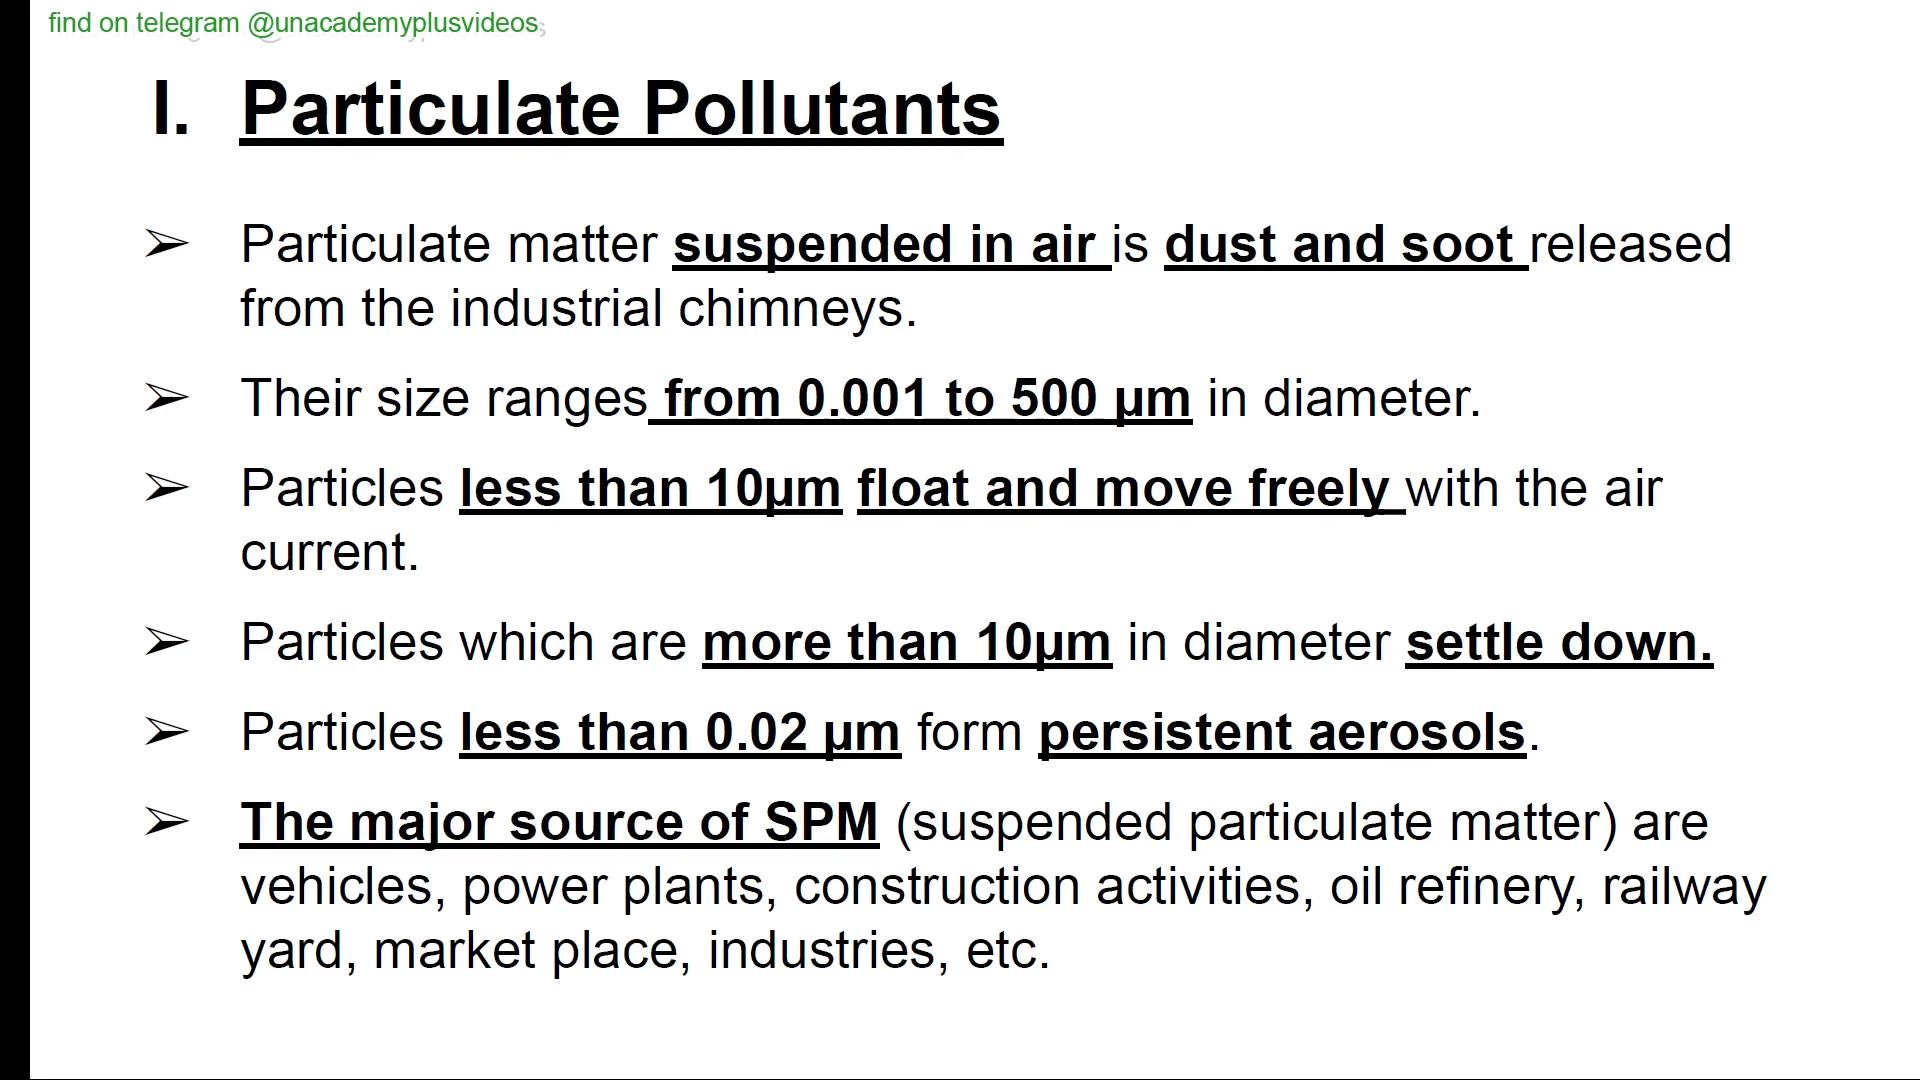 find on telegram @unacademyplusvideos
I. Particulate Pollutants
➢ Particulate matter suspended in air is dust and soot released
from the industrial chimneys.
➢ Their size ranges from 0.001 to 500 μm in diameter.
➢ Particles less than 10μm float and move freely with the air
current.
➢ Particles which are more than 10μm in diameter settle down.
➢ Particles less than 0.02 μm form persistent aerosols.
➢ The major source of SPM (suspended particulate matter) are
vehicles, power plants, construction activities, oil refinery, railway
yard, market place, industries, etc.